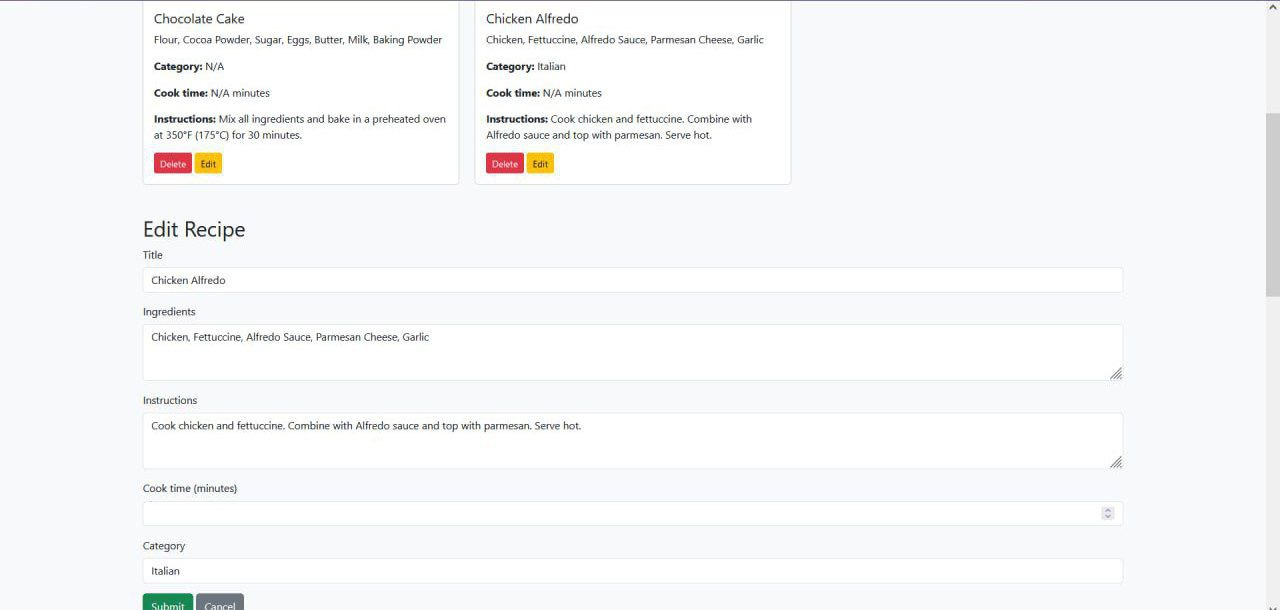 Chocolate Cake
Flour, Cocoa Powder, Sugar, Eggs, Butter, Milk, Baking Powder
Category: N/A
Cook time: N/A minutes
Instructions: Mix all ingredients and bake in a preheated oven
at 350°F (175°C) for 30 minutes.
Delete Edit
Chicken Alfredo
Chicken, Fettuccine, Alfredo Sauce, Parmesan Cheese, Garlic
Category: Italian
Cook time: N/A minutes
Instructions: Cook chicken and fettuccine. Combine with
Alfredo sauce and top with parmesan. Serve hot.
Delete Edit
Edit Recipe
Title
Chicken Alfredo
Ingredients
Chicken, Fettuccine, Alfredo Sauce, Parmesan Cheese, Garlic
Instructions
Cook chicken and fettuccine. Combine with Alfredo sauce and top with parmesan. Serve hot.
Cook time (minutes)
Category
Italian
Submit Cancel